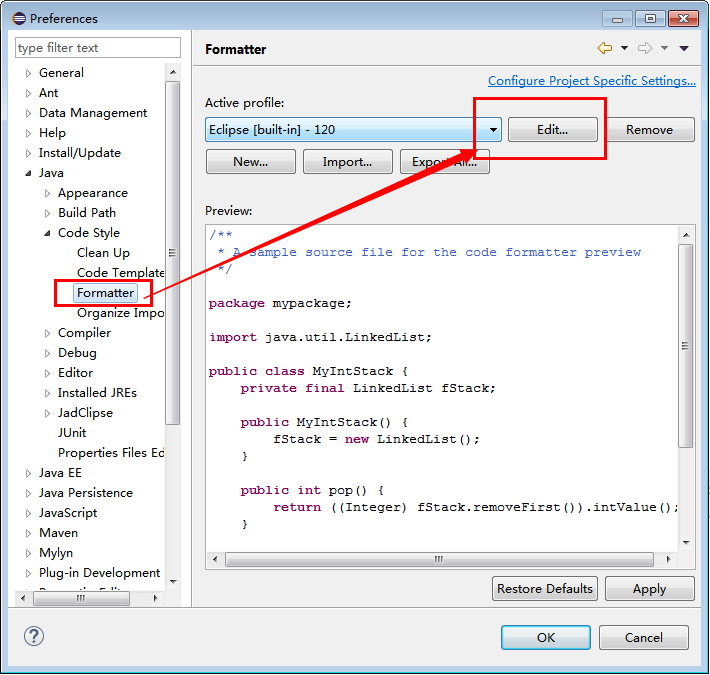 Preferences
type filter text
General
Ant
Data Management
Help
Install/Update
Java
Appearance
Build Path
Code Style
Clean Up
Code Template
Formatter
Organize Impo
Compiler
Debug
Editor
Installed JREs
JadClipse
JUnit
Properties Files Ed
Java EE
Java Persistence
JavaScript
Maven
Mylyn
Plug-in Development
Formatter
Configure Project Specific Settings...
Active profile:
Eclipse [built-in] - 120
Edit...
Remove
New...
Import...
Export All...
Preview:
/**
 * A sample source file for the code formatter preview
 */
package mypackage;
import java.util.LinkedList;
public class MyIntStack {
    private final LinkedList fStack;
    public MyIntStack() {
        fStack = new LinkedList();
    }
    public int pop() {
        return ((Integer) fStack.removeFirst()).intValue();
    }
Restore Defaults
Apply
?
OK
Cancel